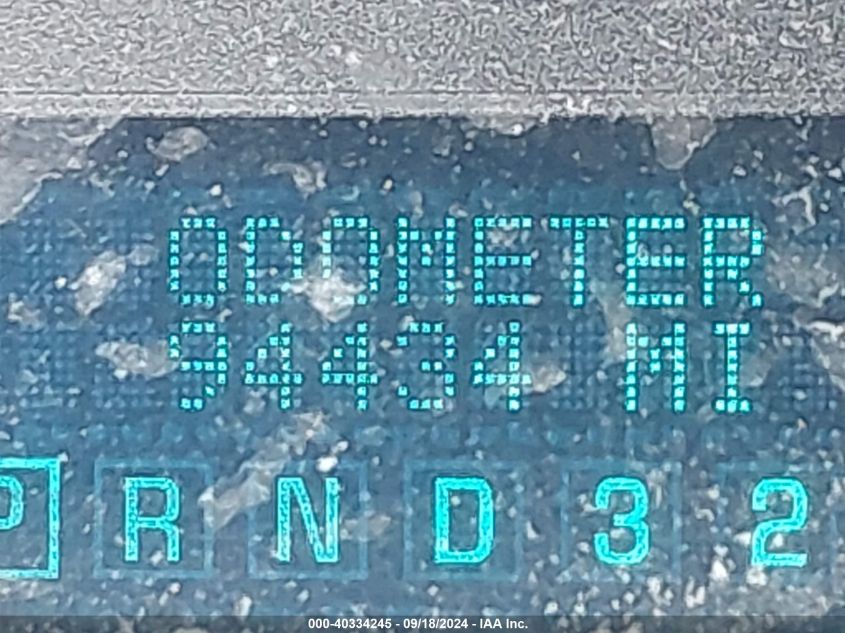 ODOMETER
94434 MI
P R N D 3 2
000-40334245 - 09/18/2024 - IAA Inc.